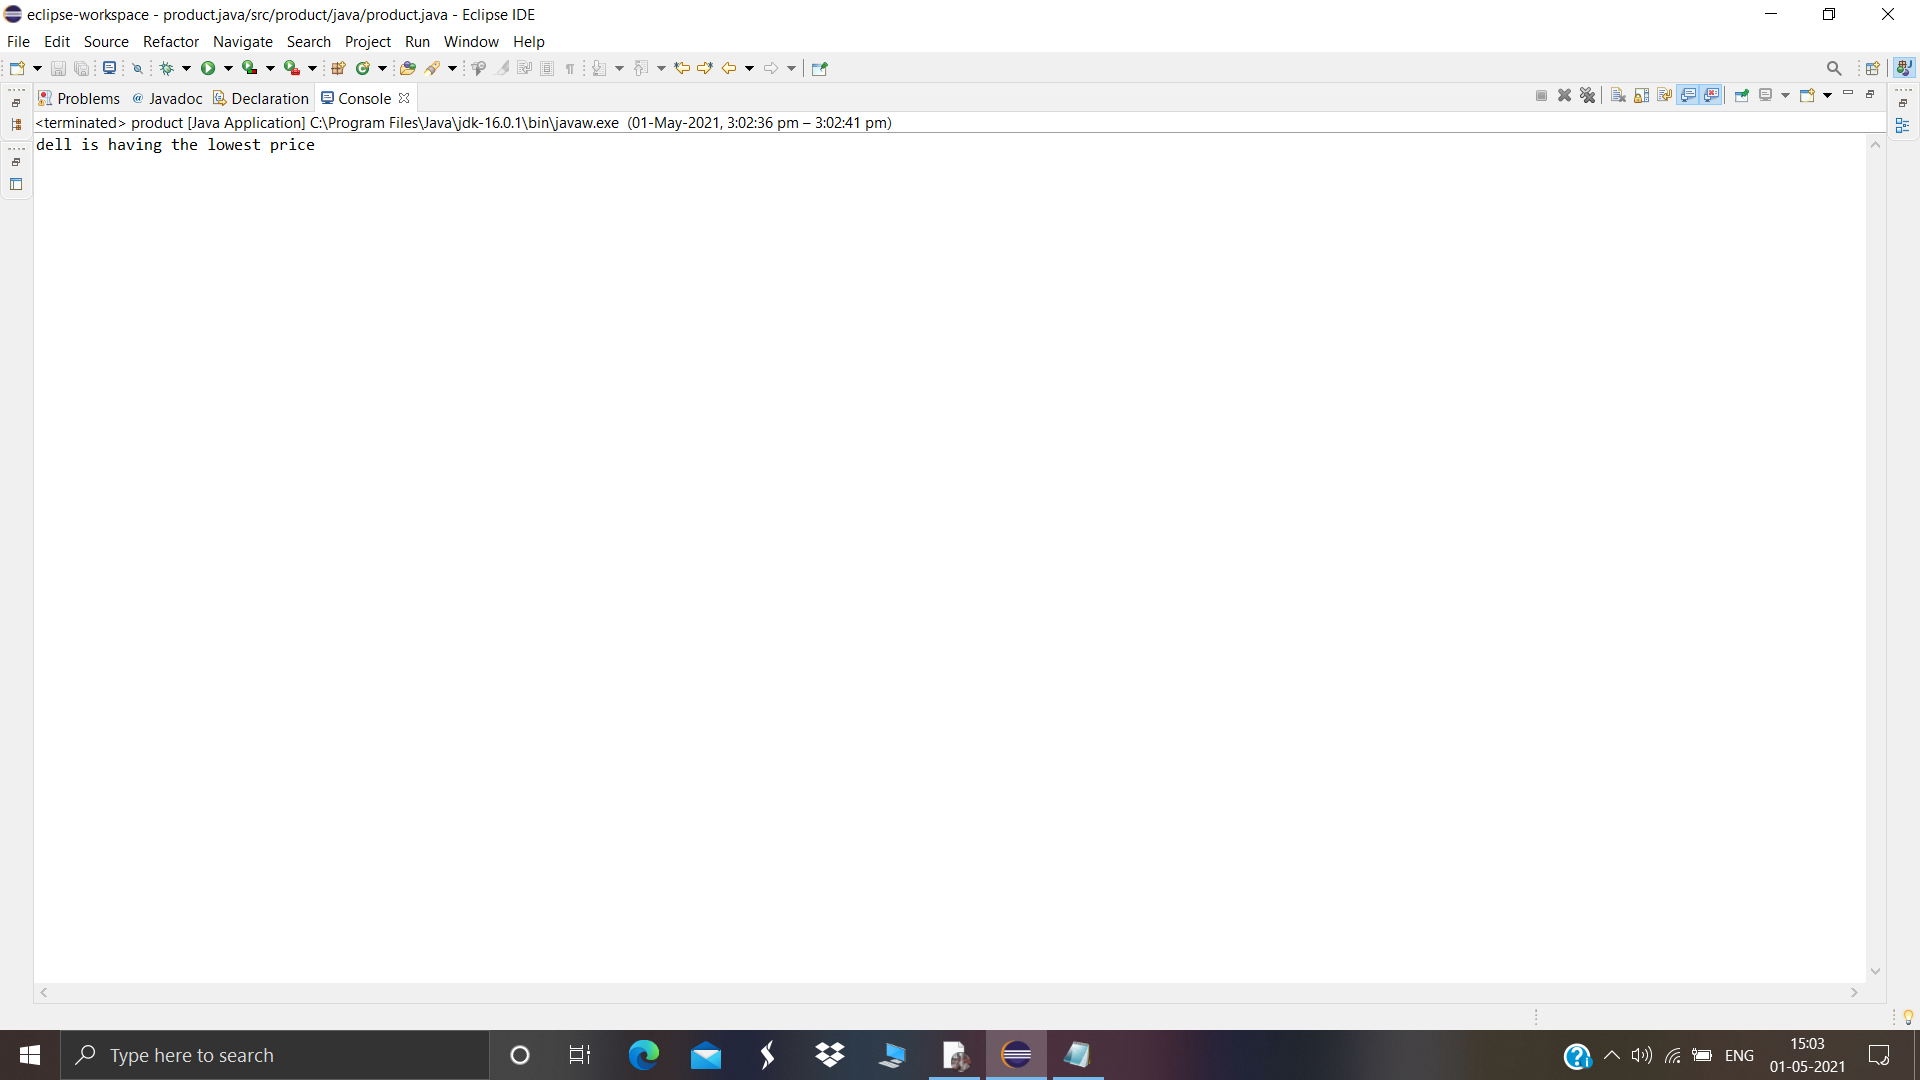 eclipse-workspace - product.java/src/product/java/product.java - Eclipse IDE
File Edit Source Refactor Navigate Search Project Run Window Help
Problems @ Javadoc Declaration Console
<terminated> product [Java Application] C:\Program Files\Java\jdk-16.0.1\bin\javaw.exe (01-May-2021, 3:02:36 pm – 3:02:41 pm)
dell is having the lowest price
Type here to search
ENG
15:03
01-05-2021